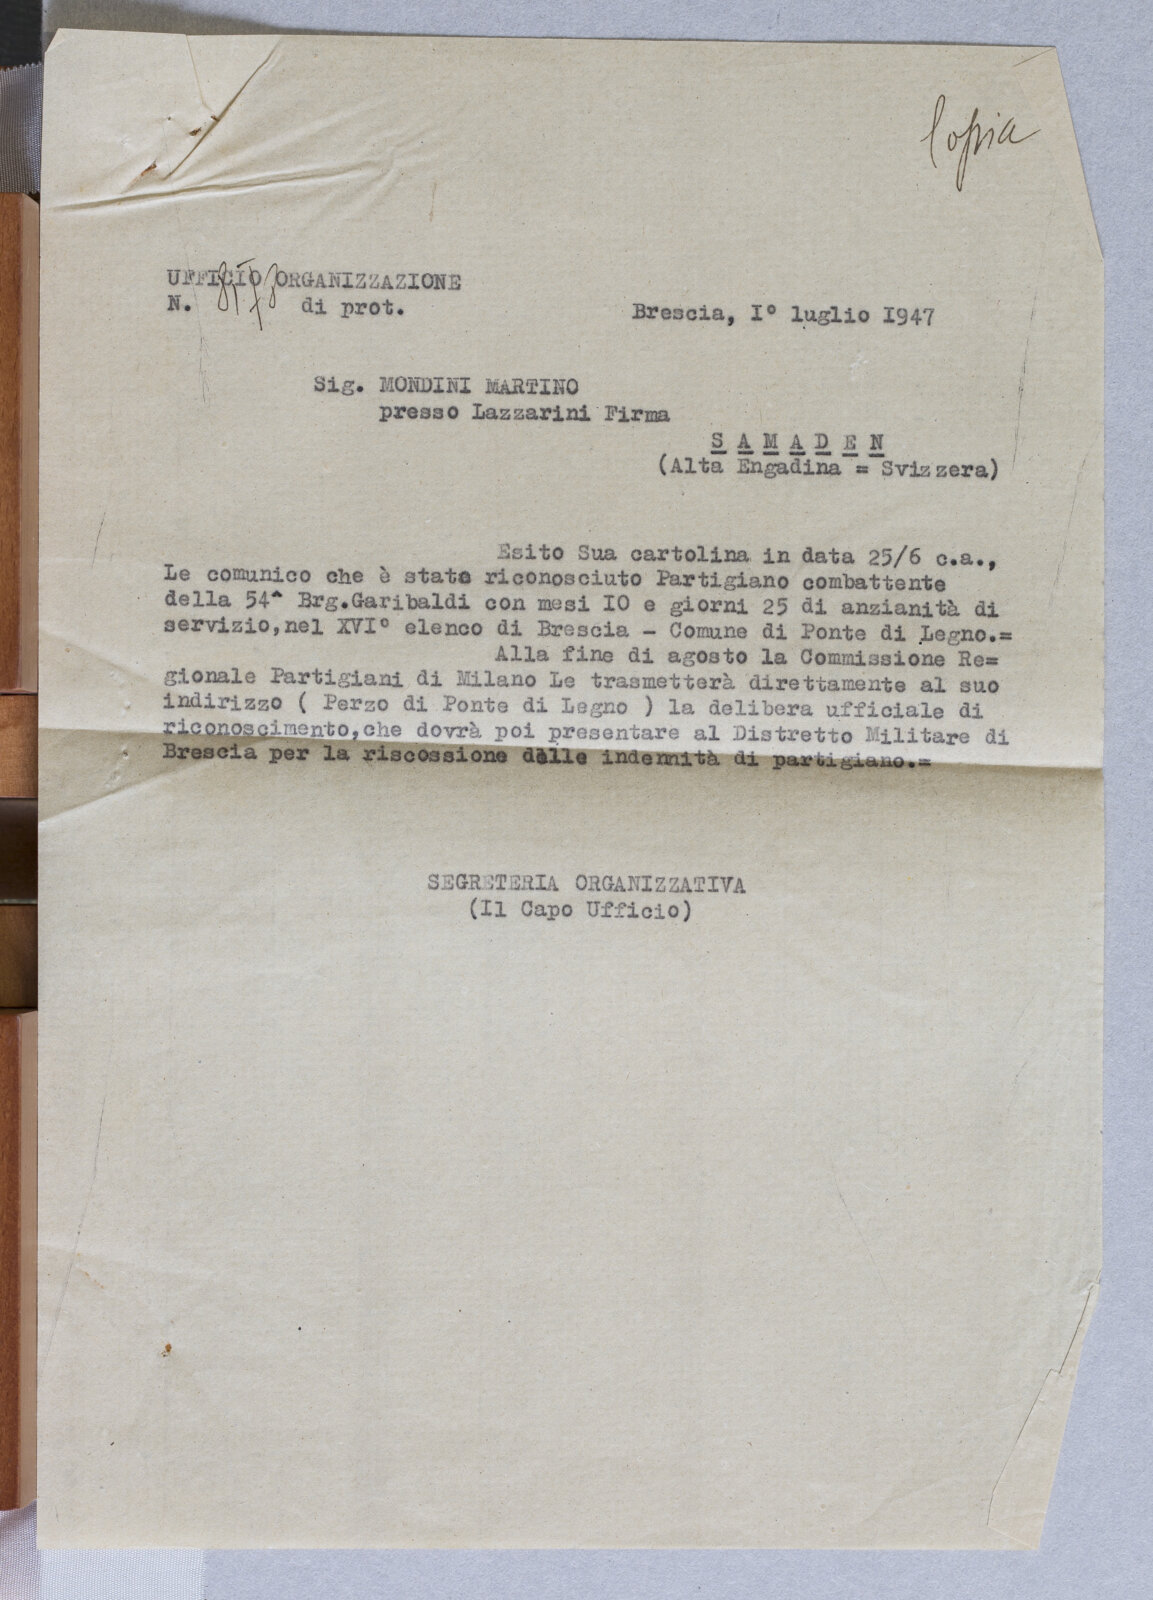 Copia
UFFICIO ORGANIZZAZIONE
N. di prot.
Brescia, I° luglio I947
Sig. MONDINI MARTINO
presso Lazzarini Firma
S A M A D E N
(Alta Engadina = Svizzera)
Esito Sua cartolina in data 25/6 c.a.,
Le comunico che è stato riconosciuto Partigiano combattente
della 54^ Brg.Garibaldi con mesi IO e giorni 25 di anzianità di
servizio,nel XVI° elenco di Brescia - Comune di Ponte di Legno.=
Alla fine di agosto la Commissione Re=
gionale Partigiani di Milano Le trasmetterà direttamente al suo
indirizzo ( Perzo di Ponte di Legno ) la delibera ufficiale di
riconoscimento,che dovrà poi presentare al Distretto Militare di
Brescia per la riscossione delle indennità di partigiano.=
SEGRETERIA ORGANIZZATIVA
(Il Capo Ufficio)